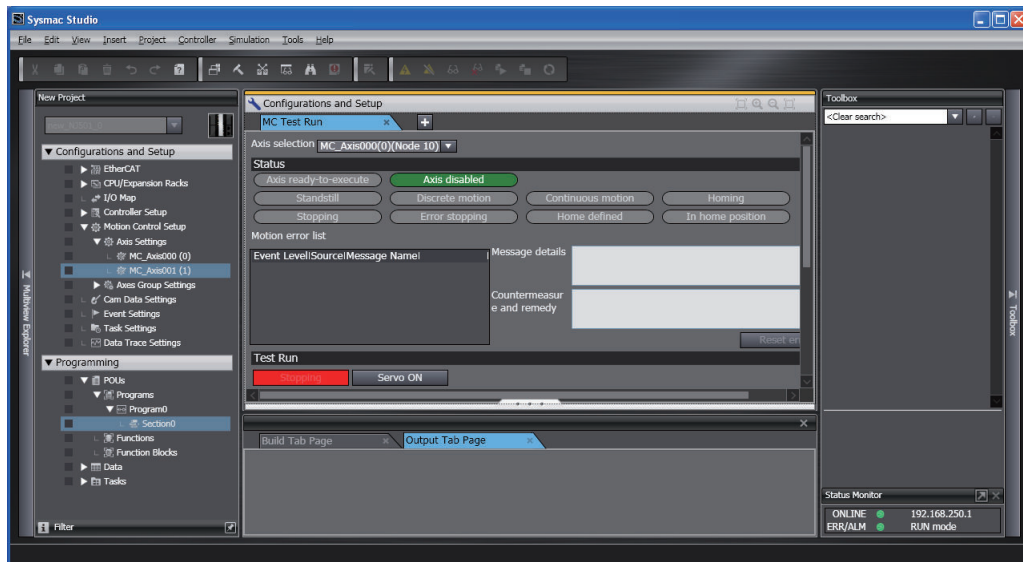 Sysmac Studio
File Edit View Insert Project Controller Simulation Tools Help
New Project
new_NJ501_0
Configurations and Setup
EtherCAT
CPU/Expansion Racks
I/O Map
Controller Setup
Motion Control Setup
Axis Settings
MC_Axis000 (0)
MC_Axis001 (1)
Axes Group Settings
Cam Data Settings
Event Settings
Task Settings
Data Trace Settings
Programming
POUs
Programs
Program0
Section0
Functions
Function Blocks
Data
Tasks
Filter
Multiview Explorer
Configurations and Setup
MC Test Run
Axis selection MC_Axis000(0)(Node 10)
Status
Axis ready-to-execute Axis disabled
Standstill Discrete motion Continuous motion Homing
Stopping Error stopping Home defined In home position
Motion error list
Event Level|Source|Message Name|
Message details
Countermeasur
e and remedy
Reset err
Test Run
Stopping Servo ON
Build Tab Page Output Tab Page
Toolbox
<Clear search>
Toolbox
Status Monitor
ONLINE 192.168.250.1
ERR/ALM RUN mode